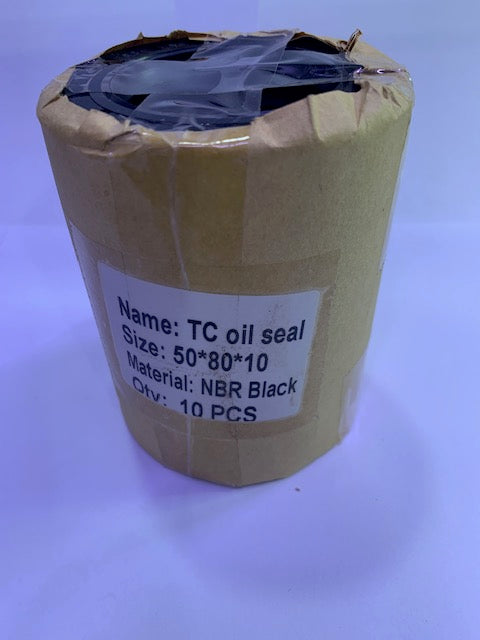 Name: TC oil seal
Size: 50*80*10
Material: NBR Black
Qty: 10 PCS